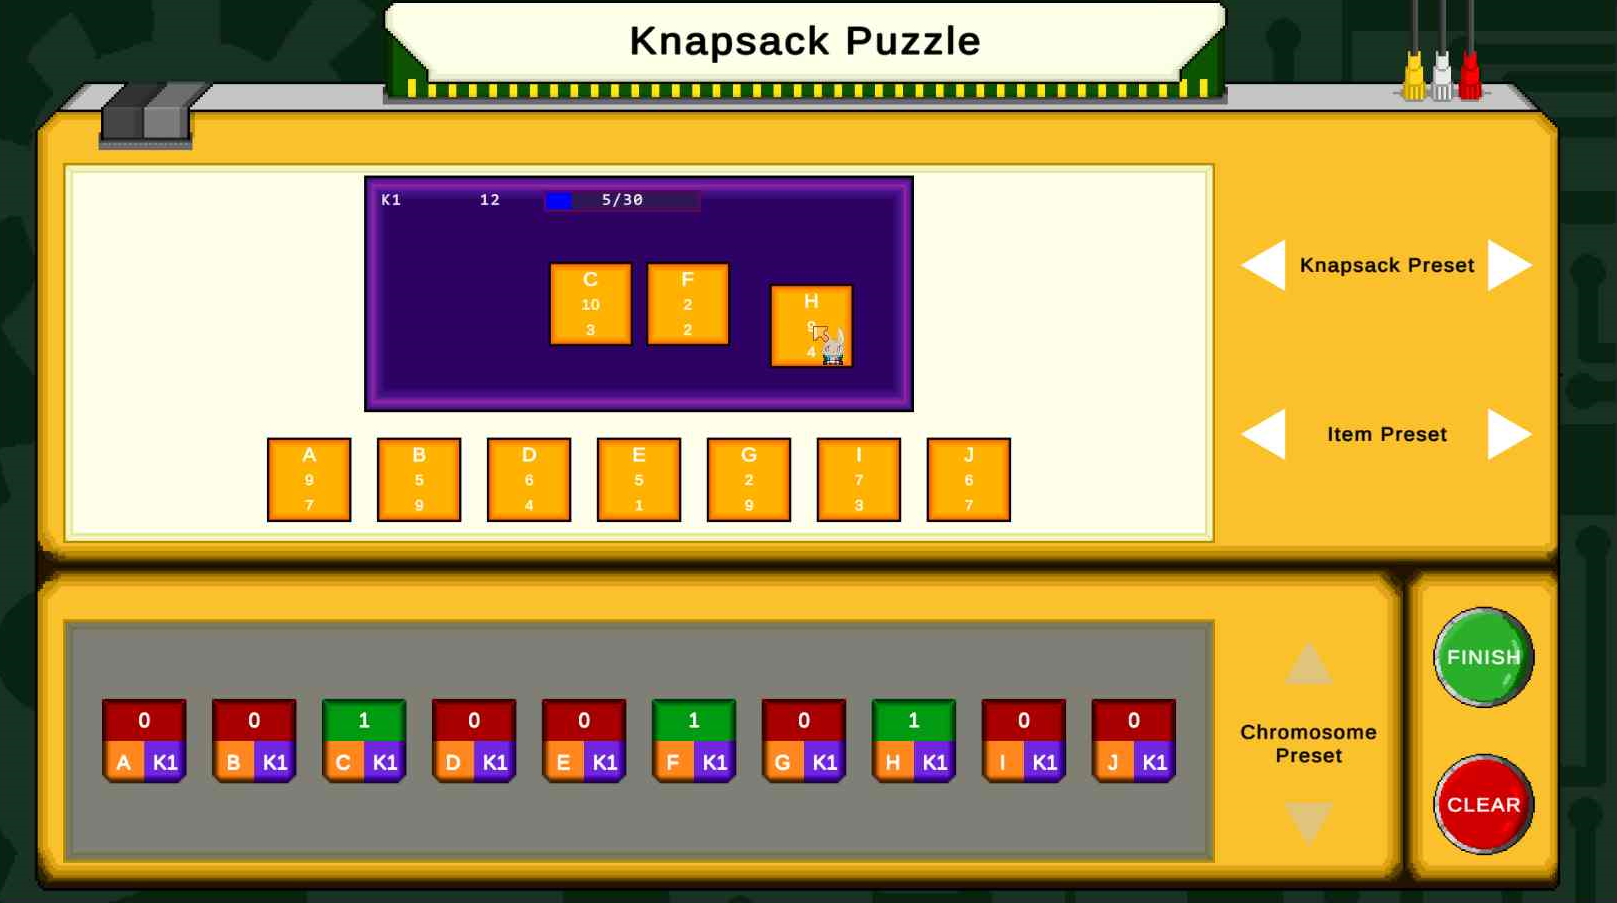 Knapsack Puzzle
K1 12 5/30
C F H
10 2 9
3 2 4
Knapsack Preset
Item Preset
A B D E G I J
9 5 6 5 2 7 6
7 9 4 1 9 3 7
0 0 1 0 0 1 0 1 0 0
A K1 B K1 C K1 D K1 E K1 F K1 G K1 H K1 I K1 J K1
Chromosome
Preset
FINISH
CLEAR